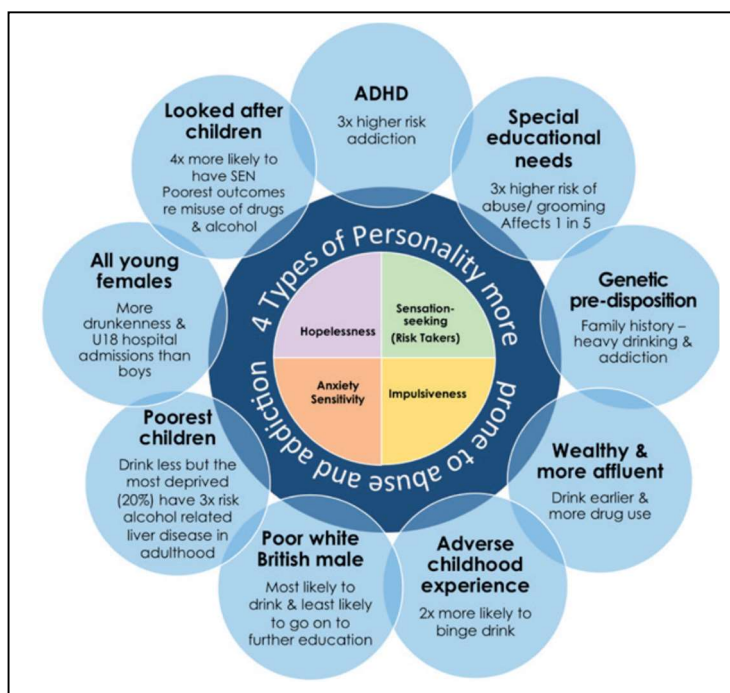 ADHD
3x higher risk
addiction
Special
educational
needs
3x higher risk of
abuse/ grooming
Affects 1 in 5
Genetic
pre-disposition
Family history –
heavy drinking &
addiction
Wealthy &
more affluent
Drink earlier &
more drug use
Adverse
childhood
experience
2x more likely to
binge drink
Poor white
British male
Most likely to
drink & least likely
to go on to
further education
Poorest
children
Drink less but the
most deprived
(20%) have 3x risk
alcohol related
liver disease in
adulthood
All young
females
More
drunkenness &
U18 hospital
admissions than
boys
Looked after
children
4x more likely to
have SEN
Poorest outcomes
re misuse of drugs
& alcohol
4 Types of Personality more
prone to abuse and addiction
Hopelessness
Sensation-
seeking
(Risk Takers)
Anxiety
Sensitivity
Impulsiveness